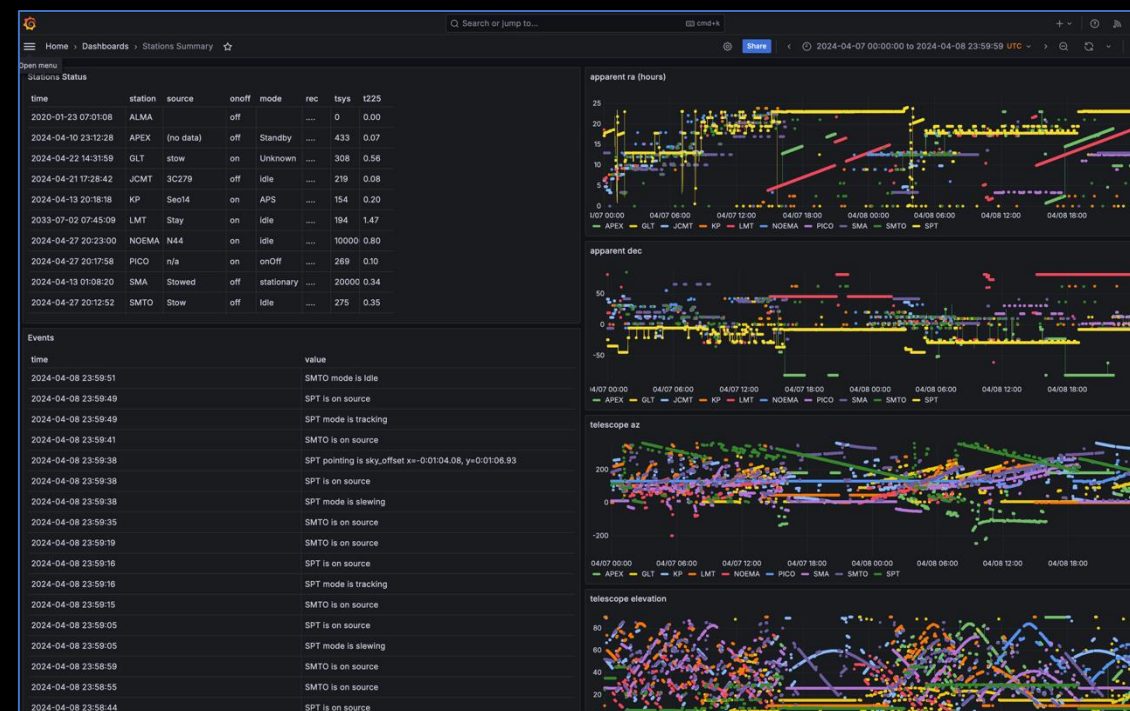 Search or jump to... cmd+k
Home › Dashboards › Stations Summary
Share
2024-04-07 00:00:00 to 2024-04-08 23:59:59 UTC
Open menu
Stations Status
time station source onoff mode rec tsys t225
2020-01-23 07:01:08 ALMA off .... 0 0.00
2024-04-10 23:12:28 APEX (no data) off Standby .... 433 0.07
2024-04-22 14:31:59 GLT stow on Unknown .... 308 0.56
2024-04-21 17:28:42 JCMT 3C279 off idle .... 219 0.08
2024-04-13 20:18:18 KP Seo14 on APS .... 154 0.20
2033-07-02 07:45:09 LMT Stay on idle .... 194 1.47
2024-04-27 20:23:00 NOEMA N44 on idle .... 10000 0.80
2024-04-27 20:17:58 PICO n/a on onOff .... 269 0.10
2024-04-13 01:08:20 SMA Stowed off stationary .... 20000 0.34
2024-04-27 20:12:52 SMTO Stow off Idle .... 275 0.35
Events
time value
2024-04-08 23:59:51 SMTO mode is Idle
2024-04-08 23:59:49 SPT is on source
2024-04-08 23:59:49 SPT mode is tracking
2024-04-08 23:59:41 SMTO is on source
2024-04-08 23:59:38 SPT pointing is sky_offset x=-0:01:04.08, y=0:01:06.93
2024-04-08 23:59:38 SPT is on source
2024-04-08 23:59:38 SPT mode is slewing
2024-04-08 23:59:35 SMTO is on source
2024-04-08 23:59:19 SMTO is on source
2024-04-08 23:59:16 SPT is on source
2024-04-08 23:59:16 SPT mode is tracking
2024-04-08 23:59:15 SMTO is on source
2024-04-08 23:59:05 SPT is on source
2024-04-08 23:59:05 SPT mode is slewing
2024-04-08 23:58:59 SMTO is on source
2024-04-08 23:58:55 SMTO is on source
2024-04-08 23:58:44 SPT is on source
apparent ra (hours)
25
20
15
10
5
0
/07 00:00 04/07 06:00 04/07 12:00 04/07 18:00 04/08 00:00 04/08 06:00 04/08 12:00 04/08 18:00
APEX GLT JCMT KP LMT NOEMA PICO SMA SMTO SPT
apparent dec
50
0
-50
04/07 00:00 04/07 06:00 04/07 12:00 04/07 18:00 04/08 00:00 04/08 06:00 04/08 12:00 04/08 18:00
APEX GLT JCMT KP LMT NOEMA PICO SMA SMTO SPT
telescope az
200
0
-200
04/07 00:00 04/07 06:00 04/07 12:00 04/07 18:00 04/08 00:00 04/08 06:00 04/08 12:00 04/08 18:00
APEX GLT KP LMT NOEMA PICO SMA SMTO SPT
telescope elevation
80
60
40
20